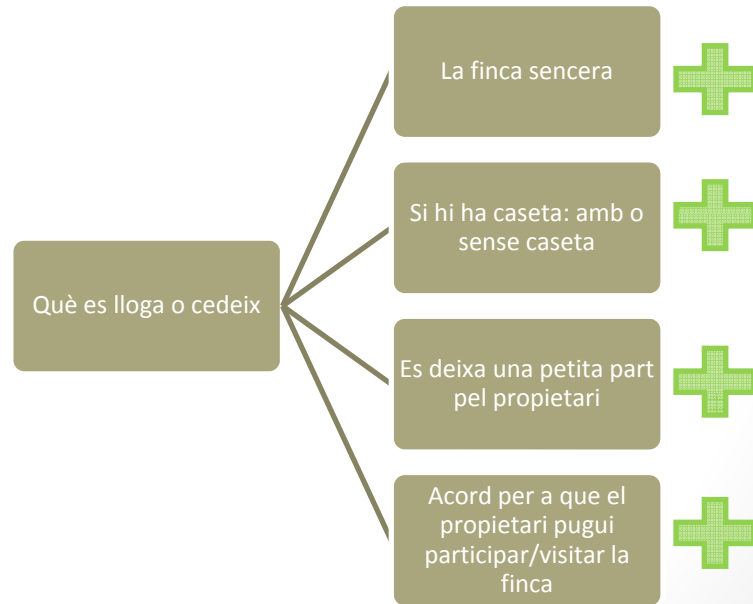 La finca sencera
Si hi ha caseta: amb o
sense caseta
Què es lloga o cedeix
Es deixa una petita part
pel propietari
Acord per a que el
propietari pugui
participar/visitar la
finca